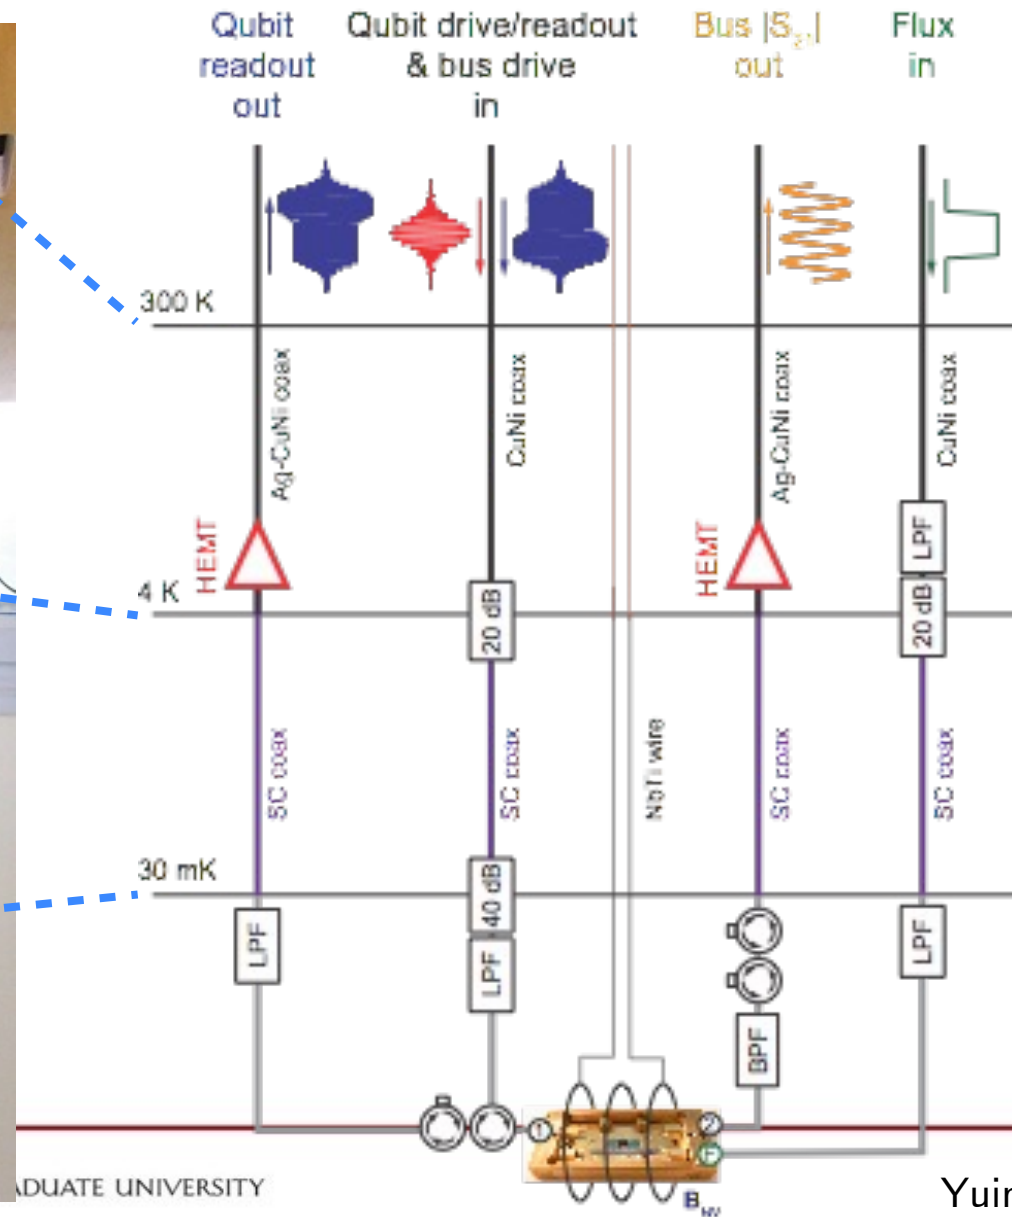 Qubit
readout
out
Qubit drive/readout
& bus drive
in
Bus |S21|
out
Flux
in
300 K
Ag-CuNi coax
CuNi coax
Ag-CuNi coax
CuNi coax
HEMT
HEMT
LPF
4 K
20 dB
20 dB
SC coax
SC coax
NbTi wire
SC coax
SC coax
30 mK
40 dB
LPF
LPF
LPF
BPF
1
2
F
ADUATE UNIVERSITY
B
Yuin